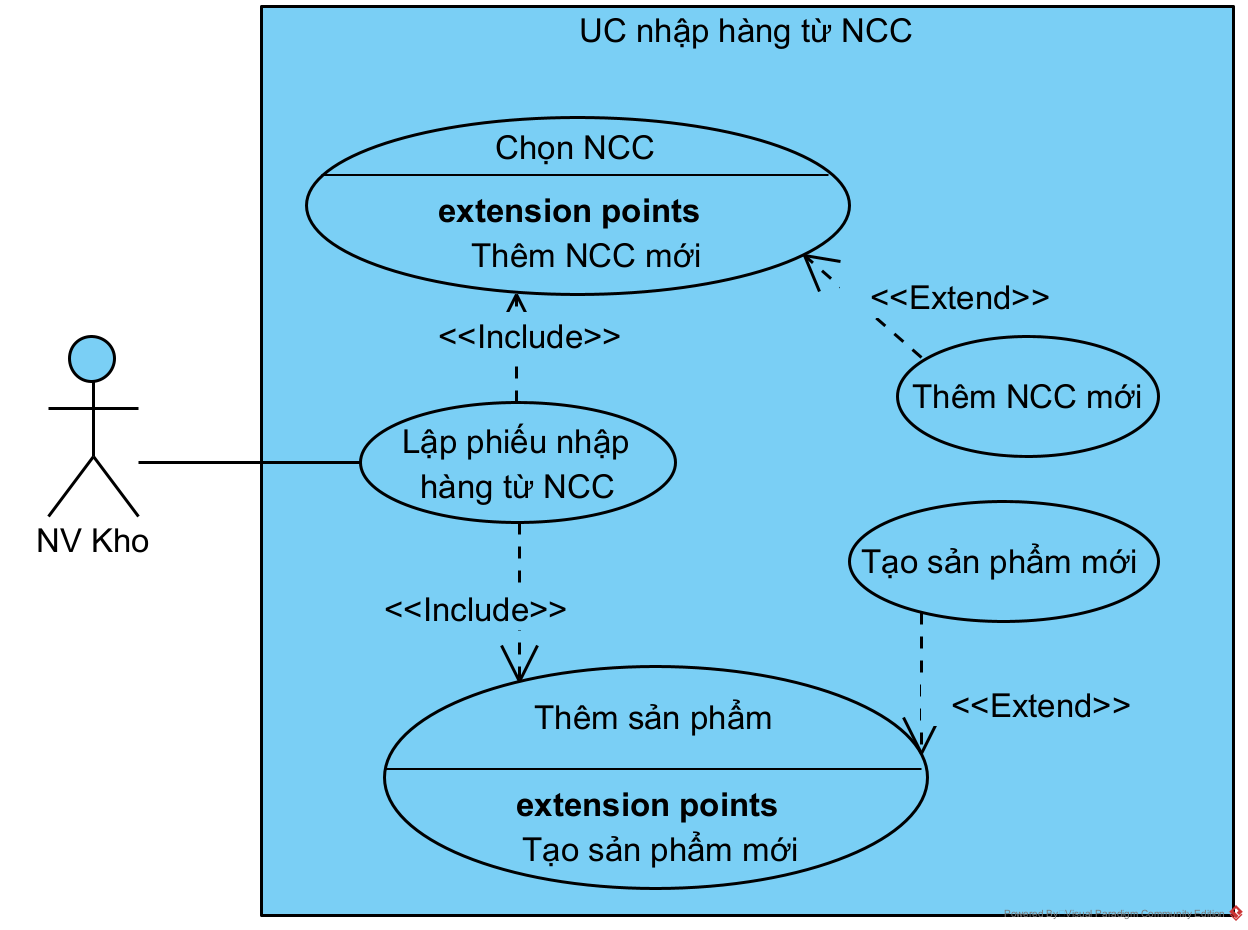 UC nhập hàng từ NCC
Chọn NCC
extension points
Thêm NCC mới
<<Extend>>
<<Include>>
Thêm NCC mới
Lập phiếu nhập
hàng từ NCC
NV Kho
Tạo sản phẩm mới
<<Include>>
<<Extend>>
Thêm sản phẩm
extension points
Tạo sản phẩm mới
Powered By Visual Paradigm Community Edition